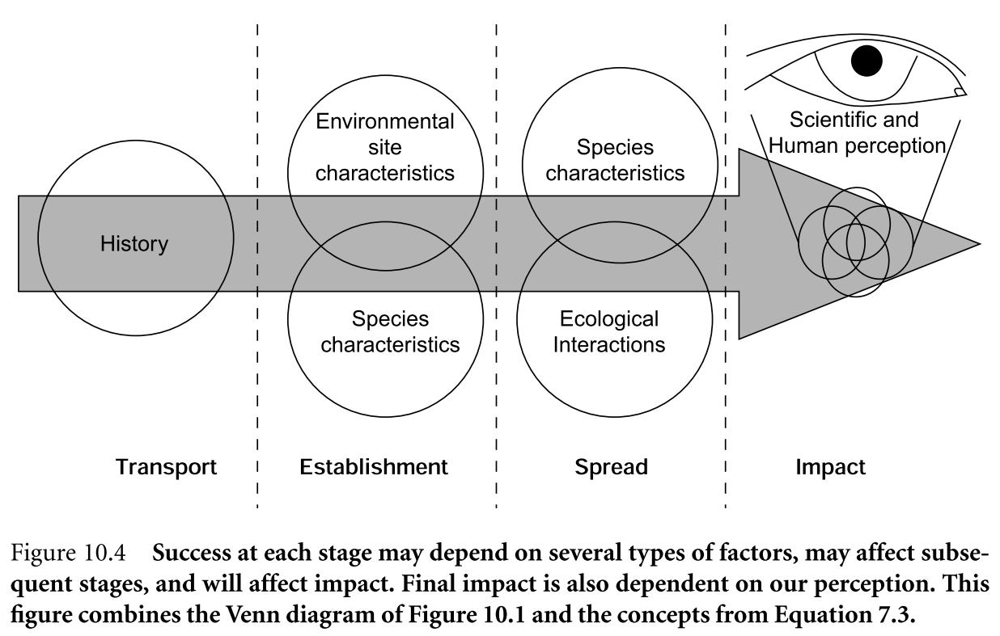 Environmental
site
characteristics
Species
characteristics
Scientific and
Human perception
History
Species
characteristics
Ecological
Interactions
Transport
Establishment
Spread
Impact
Figure 10.4 Success at each stage may depend on several types of factors, may affect subse-
quent stages, and will affect impact. Final impact is also dependent on our perception. This
figure combines the Venn diagram of Figure 10.1 and the concepts from Equation 7.3.